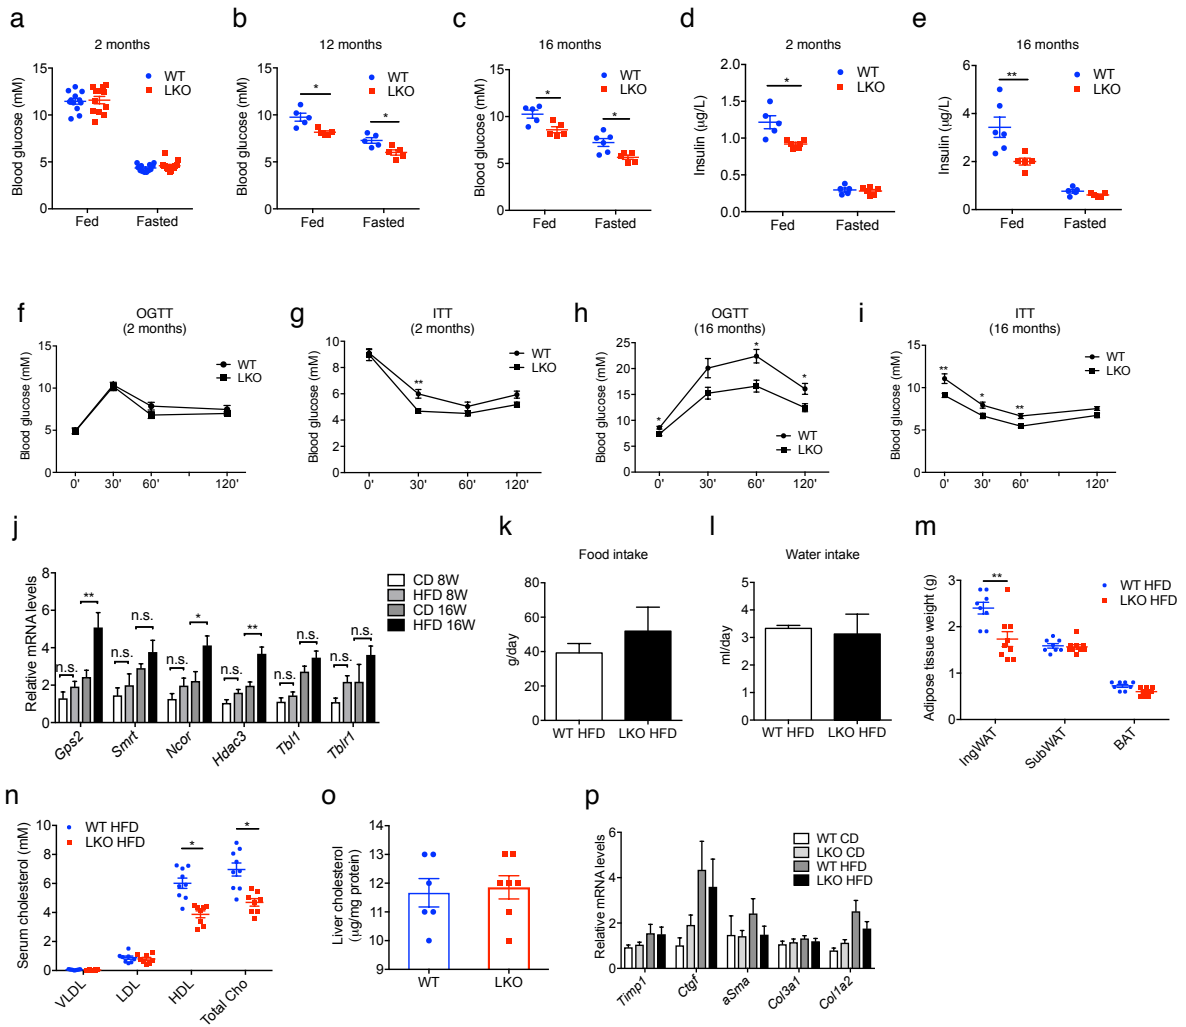 a
2 months
Blood glucose (mM)
15
10
5
0
Fed
Fasted
WT
LKO
b
12 months
Blood glucose (mM)
15
10
5
0
Fed
Fasted
WT
LKO
*
*
c
16 months
Blood glucose (mM)
15
10
5
0
Fed
Fasted
WT
LKO
*
*
d
2 months
Insulin (µg/L)
2.0
1.5
1.0
0.5
0.0
Fed
Fasted
WT
LKO
*
e
16 months
Insulin (µg/L)
6
4
2
0
Fed
Fasted
WT
LKO
**
f
OGTT
(2 months)
Blood glucose (mM)
15
10
5
0
0'
30'
60'
120'
WT
LKO
g
ITT
(2 months)
Blood glucose (mM)
10
8
6
4
2
0
0'
30'
60'
120'
WT
LKO
**
h
OGTT
(16 months)
Blood glucose (mM)
25
20
15
10
5
0
0'
30'
60'
120'
WT
LKO
*
*
*
i
ITT
(16 months)
Blood glucose (mM)
15
10
5
0
0'
30'
60'
120'
WT
LKO
**
*
**
j
Relative mRNA levels
8
6
4
2
0
n.s.
**
n.s.
n.s.
n.s.
*
n.s.
**
n.s.
n.s.
n.s.
Gps2
Smrt
Ncor
Hdac3
Tbl1
Tblr1
CD 8W
HFD 8W
CD 16W
HFD 16W
k
Food intake
g/day
80
60
40
20
0
WT HFD
LKO HFD
l
Water intake
ml/day
5
4
3
2
1
0
WT HFD
LKO HFD
m
Adipose tissue weight (g)
3
2
1
0
**
IngWAT
SubWAT
BAT
WT HFD
LKO HFD
n
Serum cholesterol (mM)
10
8
6
4
2
0
WT HFD
LKO HFD
*
*
VLDL
LDL
HDL
Total Cho
o
Liver cholesterol
(µg/mg protein)
14
13
12
11
10
9
WT
LKO
p
Relative mRNA levels
6
4
2
0
WT CD
LKO CD
WT HFD
LKO HFD
Timp1
Ctgf
aSma
Col3a1
Col1a2